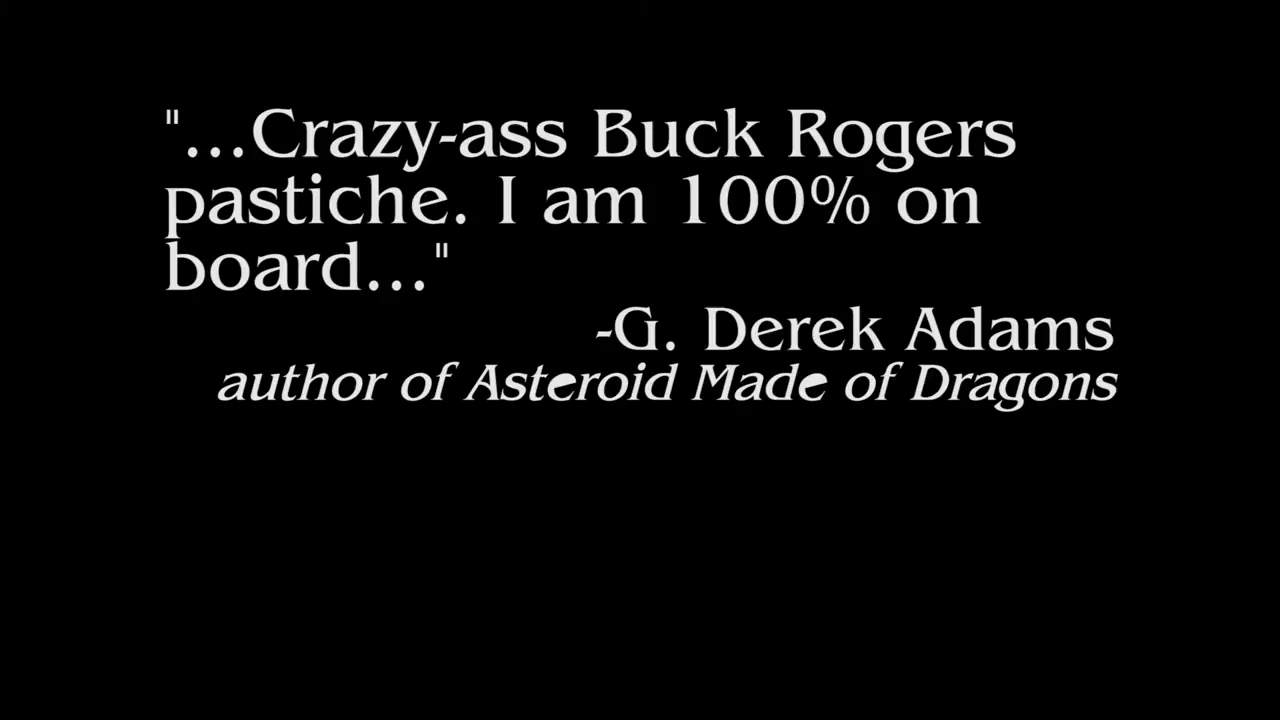 "...Crazy-ass Buck Rogers
pastiche. I am 100% on
board..."
-G. Derek Adams
author of Asteroid Made of Dragons